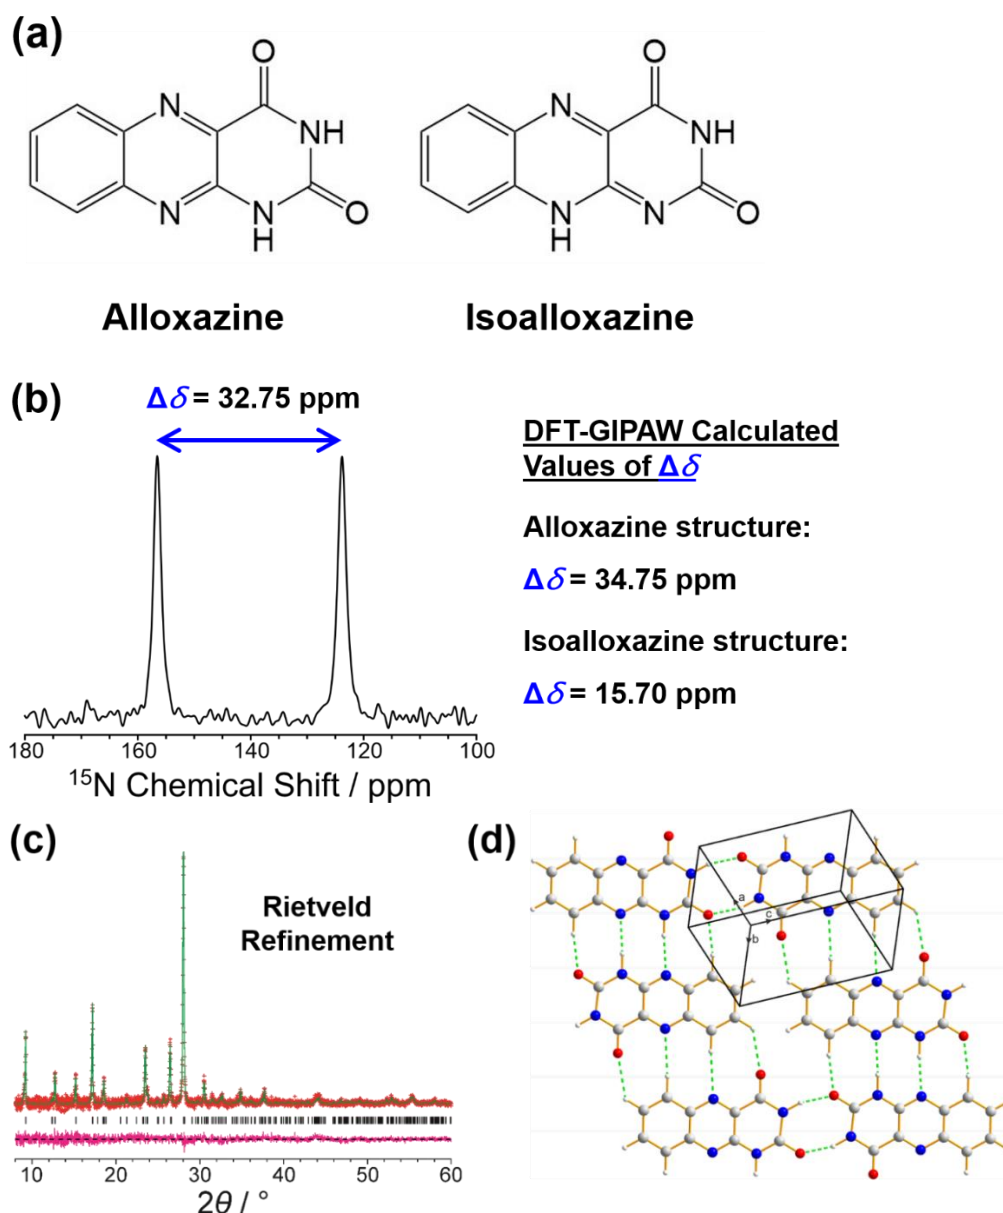 (a)
O
N
NH
N
N
H
O
Alloxazine
O
N
NH
N
H
N
O
Isoalloxazine
(b)
Δδ = 32.75 ppm
180 160 140 120 100
¹⁵N Chemical Shift / ppm
DFT-GIPAW Calculated
Values of Δδ
Alloxazine structure:
Δδ = 34.75 ppm
Isoalloxazine structure:
Δδ = 15.70 ppm
(c)
Rietveld
Refinement
10 20 30 40 50 60
2θ / °
(d)
a
c
b